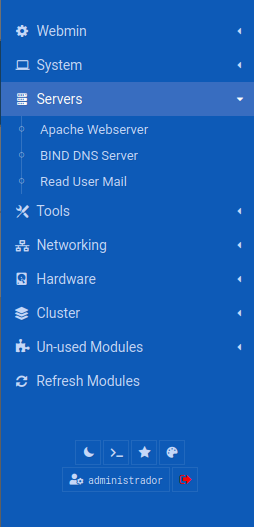 Webmin
System
Servers
Apache Webserver
BIND DNS Server
Read User Mail
Tools
Networking
Hardware
Cluster
Un-used Modules
Refresh Modules
administrador